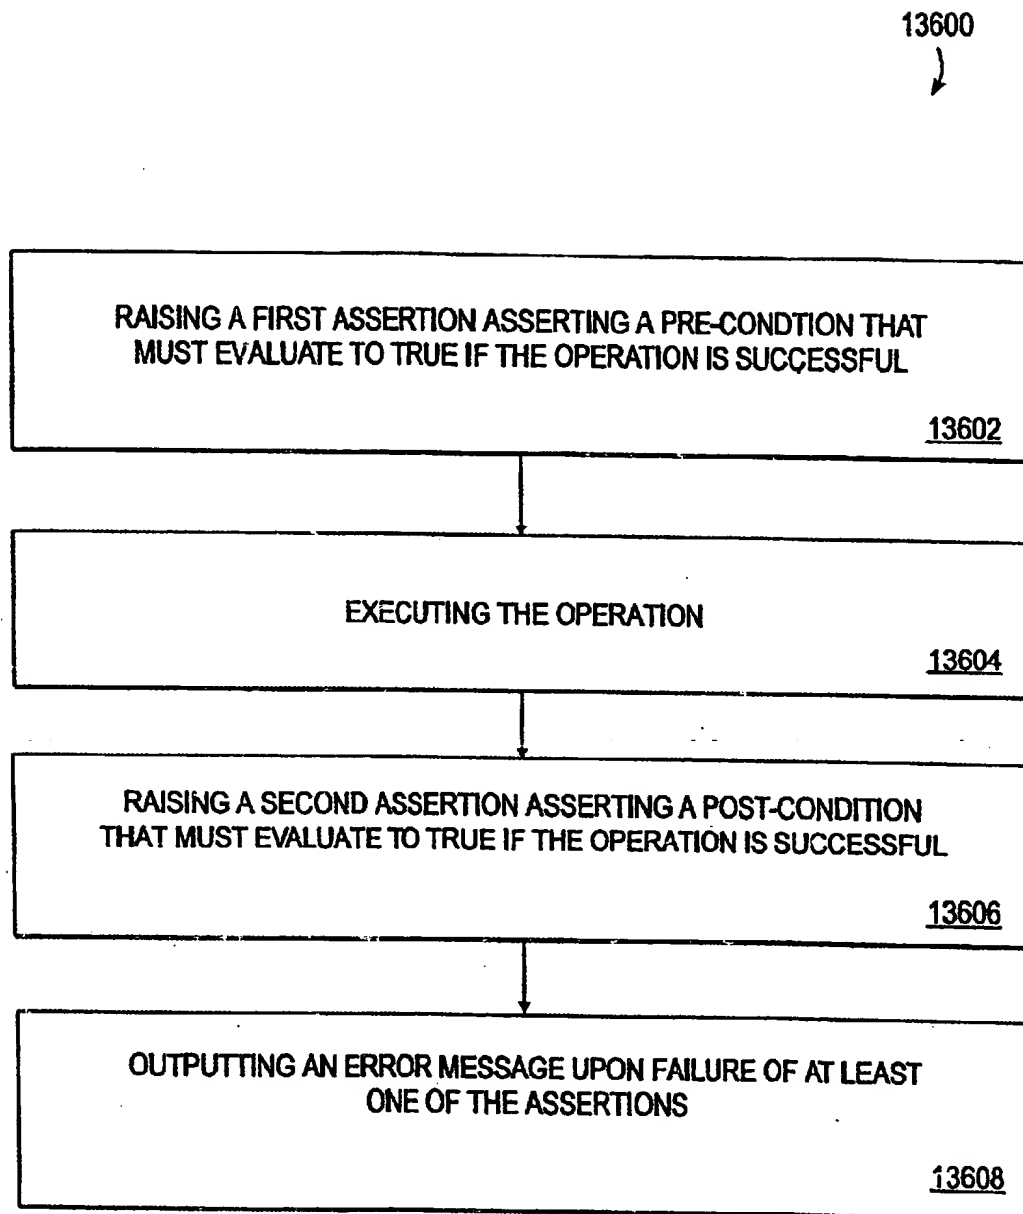 13600
RAISING A FIRST ASSERTION ASSERTING A PRE-CONDTION THAT
MUST EVALUATE TO TRUE IF THE OPERATION IS SUCCESSFUL
13602
EXECUTING THE OPERATION
13604
RAISING A SECOND ASSERTION ASSERTING A POST-CONDITION
THAT MUST EVALUATE TO TRUE IF THE OPERATION IS SUCCESSFUL
13606
OUTPUTTING AN ERROR MESSAGE UPON FAILURE OF AT LEAST
ONE OF THE ASSERTIONS
13608